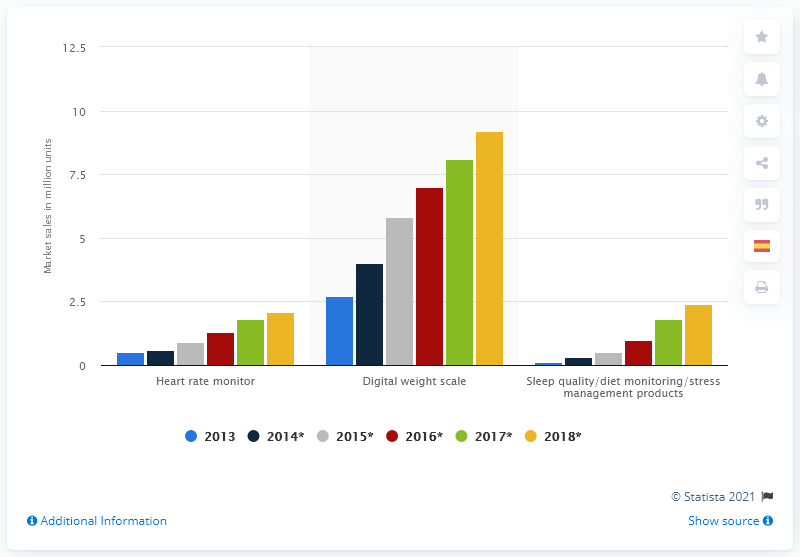 12.5
10
7.5
5
2.5
0
Market sales in million units
Heart rate monitor
Digital weight scale
Sleep quality/diet monitoring/stress
management products
2013 2014* 2015* 2016* 2017* 2018*
© Statista 2021
Additional Information
Show source